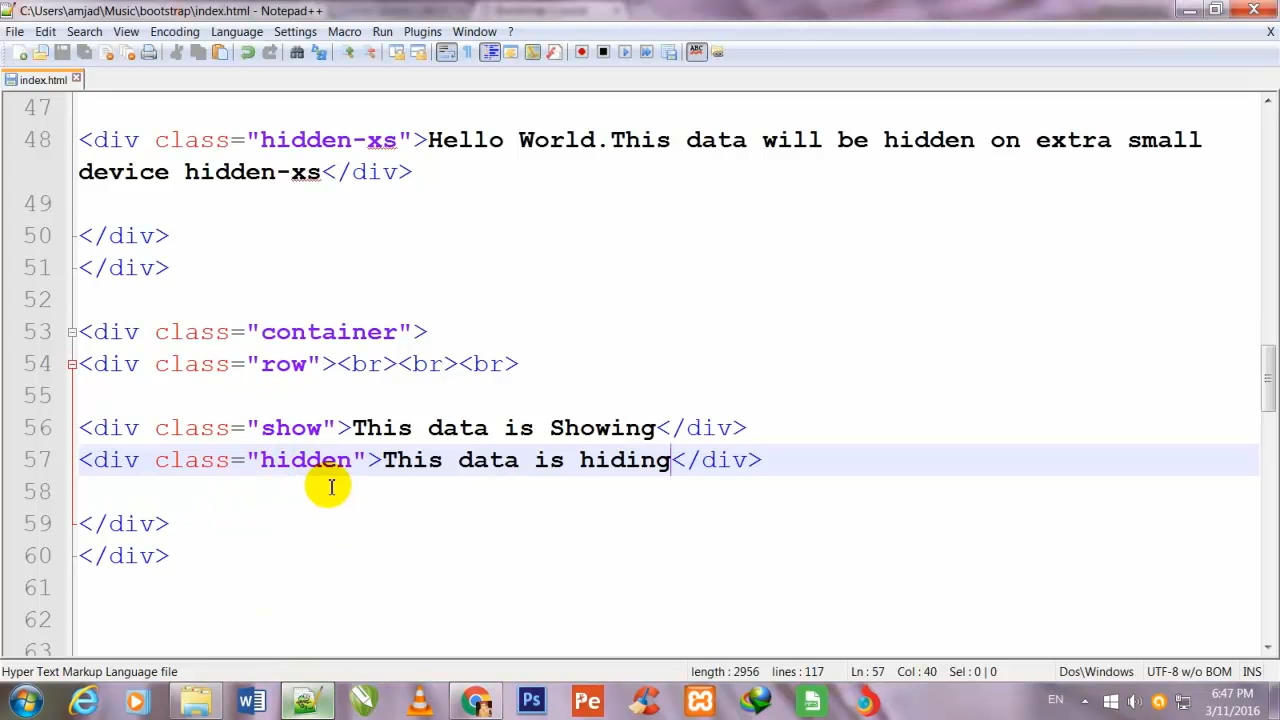 C:\Users\amjad\Music\bootstrap\index.html - Notepad++
File Edit Search View Encoding Language Settings Macro Run Plugins Window ? X
ABC
index.html
47
48 <div class="hidden-xs">Hello World.This data will be hidden on extra small
device hidden-xs</div>
49
50 </div>
51 </div>
52
53 <div class="container">
54 <div class="row"><br><br><br>
55
56 <div class="show">This data is Showing</div>
57 <div class="hidden">This data is hiding</div>
58
59 </div>
60 </div>
61
62
63
Hyper Text Markup Language file length : 2956 lines : 117 Ln : 57 Col : 40 Sel : 0 | 0 Dos\Windows UTF-8 w/o BOM INS
W Ps Pe EN 6:47 PM
3/11/2016